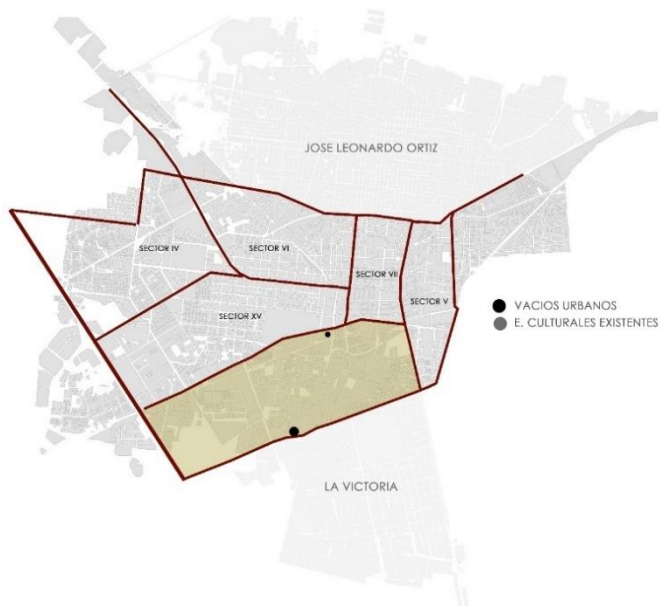 JOSE LEONARDO ORTIZ
SECTOR IV
SECTOR VI
SECTOR VII
SECTOR V
SECTOR XV
VACIOS URBANOS
E. CULTURALES EXISTENTES
LA VICTORIA